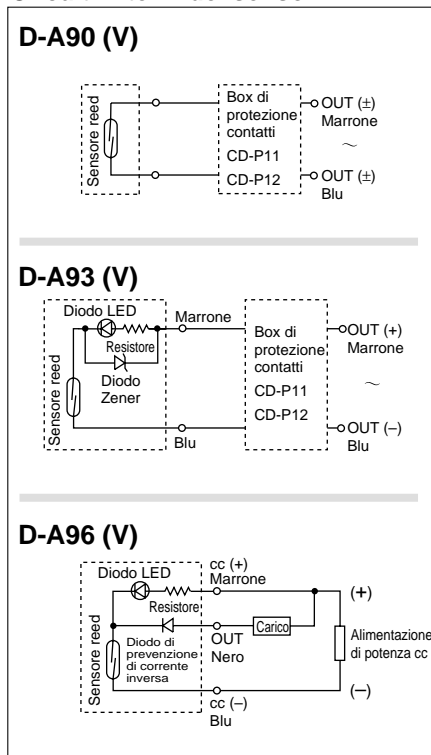 D-A90 (V)
Sensore reed
Box di
protezione
contatti
CD-P11
CD-P12
OUT (±)
Marrone
～
OUT (±)
Blu
D-A93 (V)
Diodo LED
Marrone
Resistore
Diodo
Zener
Sensore reed
Blu
Box di
protezione
contatti
CD-P11
CD-P12
OUT (+)
Marrone
～
OUT (–)
Blu
D-A96 (V)
Diodo LED
cc (+)
Marrone
Resistore
Diodo di
prevenzione
di corrente
inversa
Sensore reed
OUT
Nero
Carico
cc (–)
Blu
(+)
Alimentazione
di potenza cc
(–)